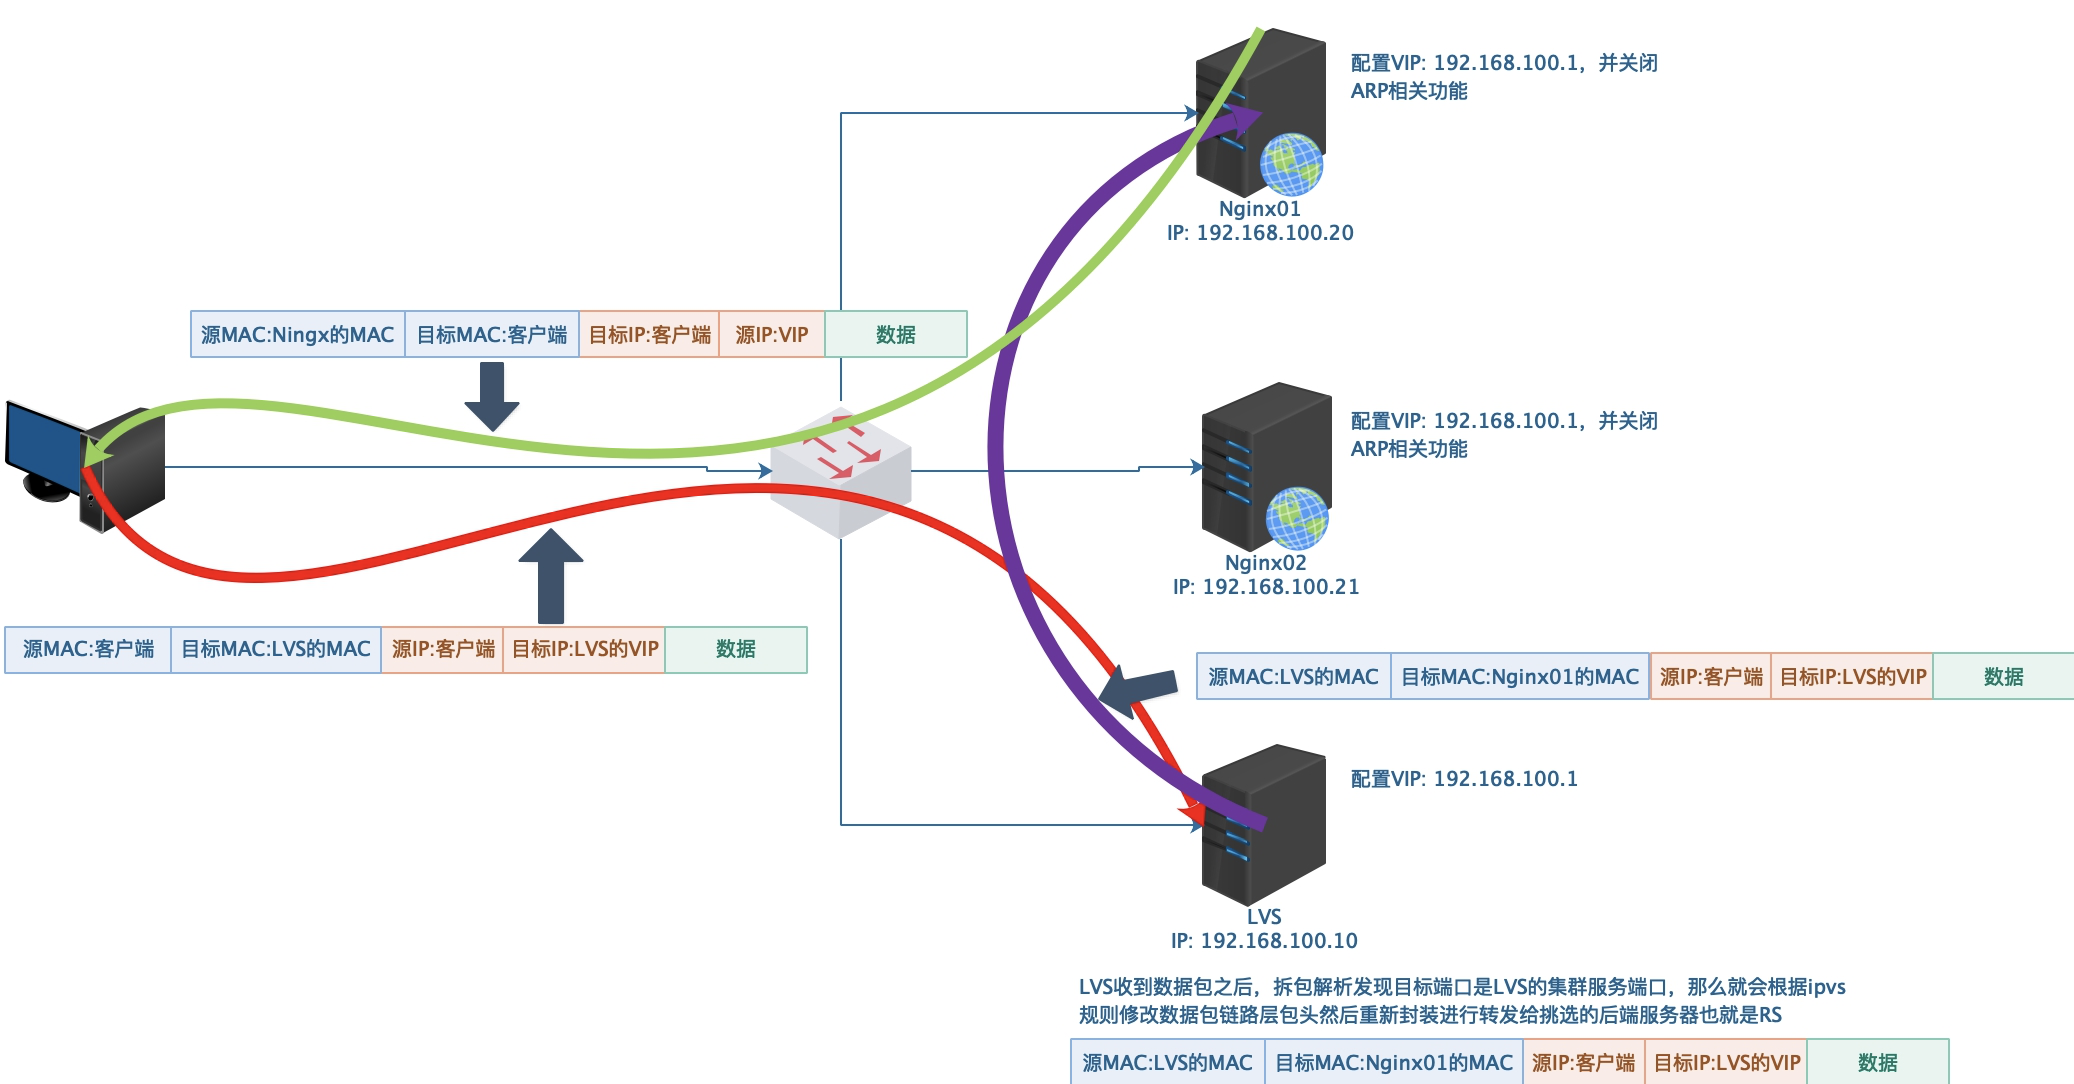 配置VIP: 192.168.100.1，并关闭
ARP相关功能
Nginx01
IP: 192.168.100.20
源MAC:Ningx的MAC 目标MAC:客户端 目标IP:客户端 源IP:VIP 数据
配置VIP: 192.168.100.1，并关闭
ARP相关功能
Nginx02
IP: 192.168.100.21
源MAC:客户端 目标MAC:LVS的MAC 源IP:客户端 目标IP:LVS的VIP 数据
源MAC:LVS的MAC 目标MAC:Nginx01的MAC 源IP:客户端 目标IP:LVS的VIP 数据
配置VIP: 192.168.100.1
LVS
IP: 192.168.100.10
LVS收到数据包之后，拆包解析发现目标端口是LVS的集群服务端口，那么就会根据ipvs
规则修改数据包链路层包头然后重新封装进行转发给挑选的后端服务器也就是RS
源MAC:LVS的MAC 目标MAC:Nginx01的MAC 源IP:客户端 目标IP:LVS的VIP 数据